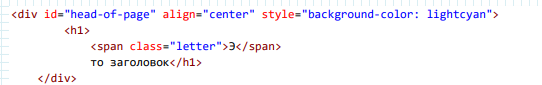 <div id="head-of-page" align="center" style="background-color: lightcyan">
<h1>
<span class="letter">Э</span>
то заголовок</h1>
</div>